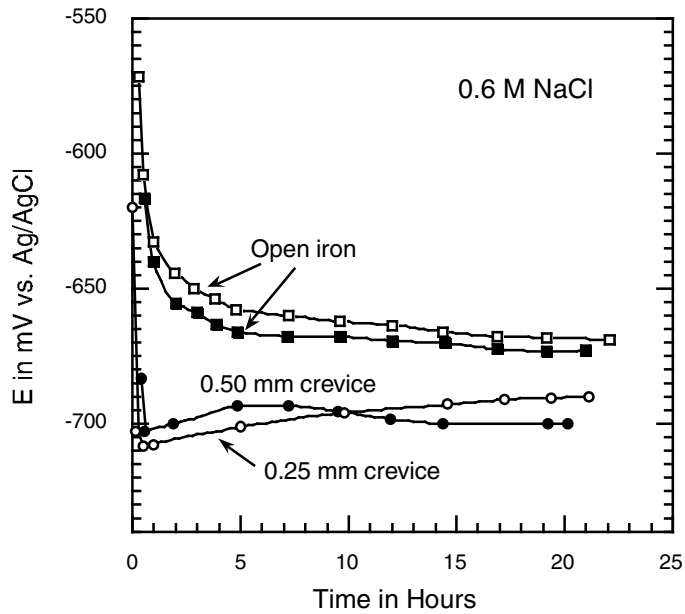 -550
0.6 M NaCl
-600
Open iron
-650
0.50 mm crevice
-700
0.25 mm crevice
0 5 10 15 20 25
Time in Hours
E in mV vs. Ag/AgCl